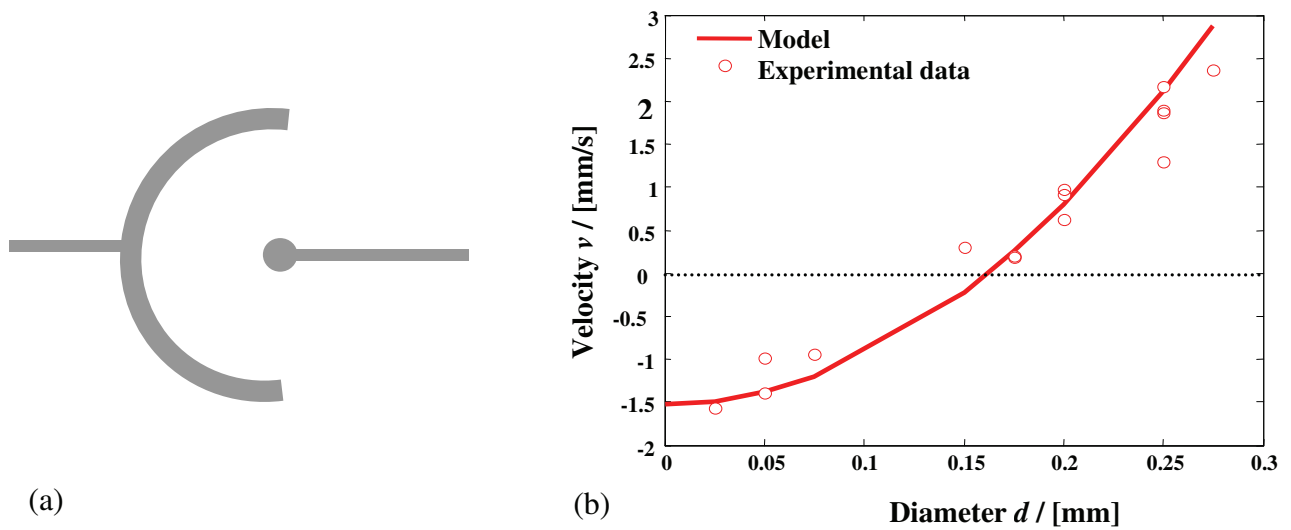 (a)
Model
Experimental data
3
2.5
2
1.5
1
0.5
0
-0.5
-1
-1.5
-2
Velocity v / [mm/s]
0 0.05 0.1 0.15 0.2 0.25 0.3
Diameter d / [mm]
(b)